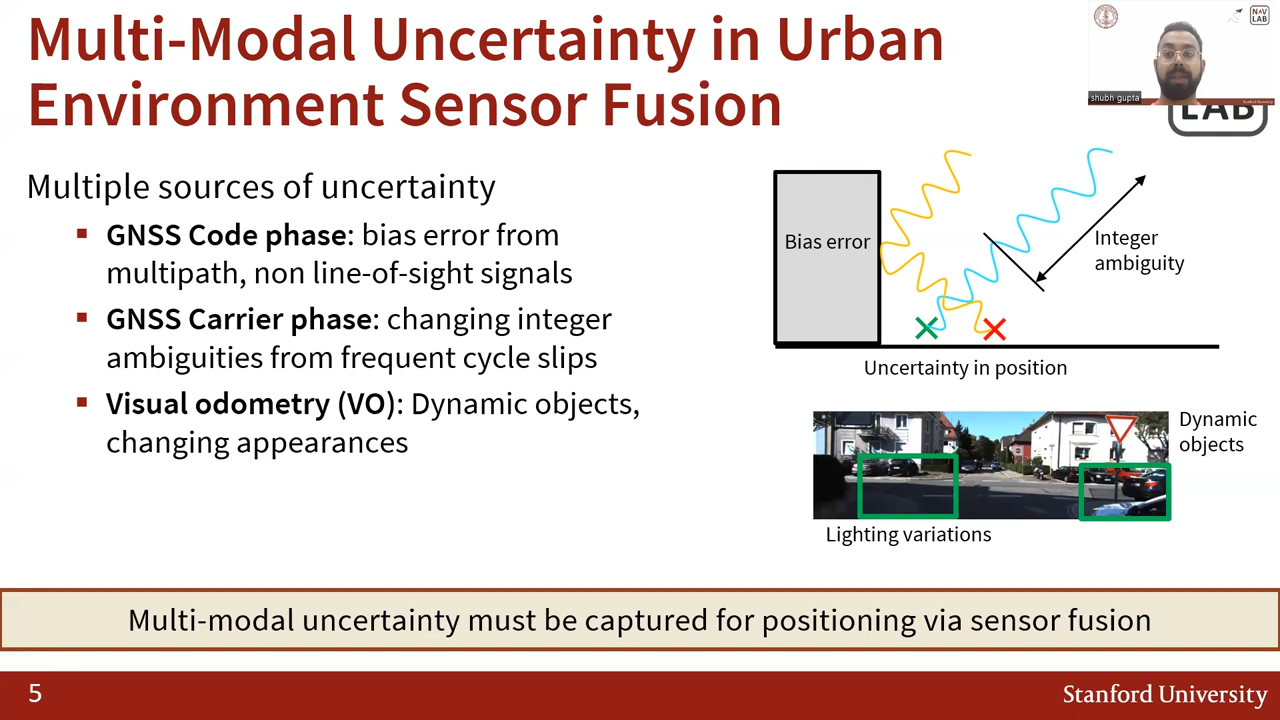 Multi-Modal Uncertainty in Urban
Environment Sensor Fusion
NAV
LAB
shubh gupta
Stanford University
LAB
Multiple sources of uncertainty
▪ GNSS Code phase: bias error from
multipath, non line-of-sight signals
▪ GNSS Carrier phase: changing integer
ambiguities from frequent cycle slips
▪ Visual odometry (VO): Dynamic objects,
changing appearances
Bias error
Integer
ambiguity
Uncertainty in position
Dynamic
objects
Lighting variations
Multi-modal uncertainty must be captured for positioning via sensor fusion
5
Stanford University